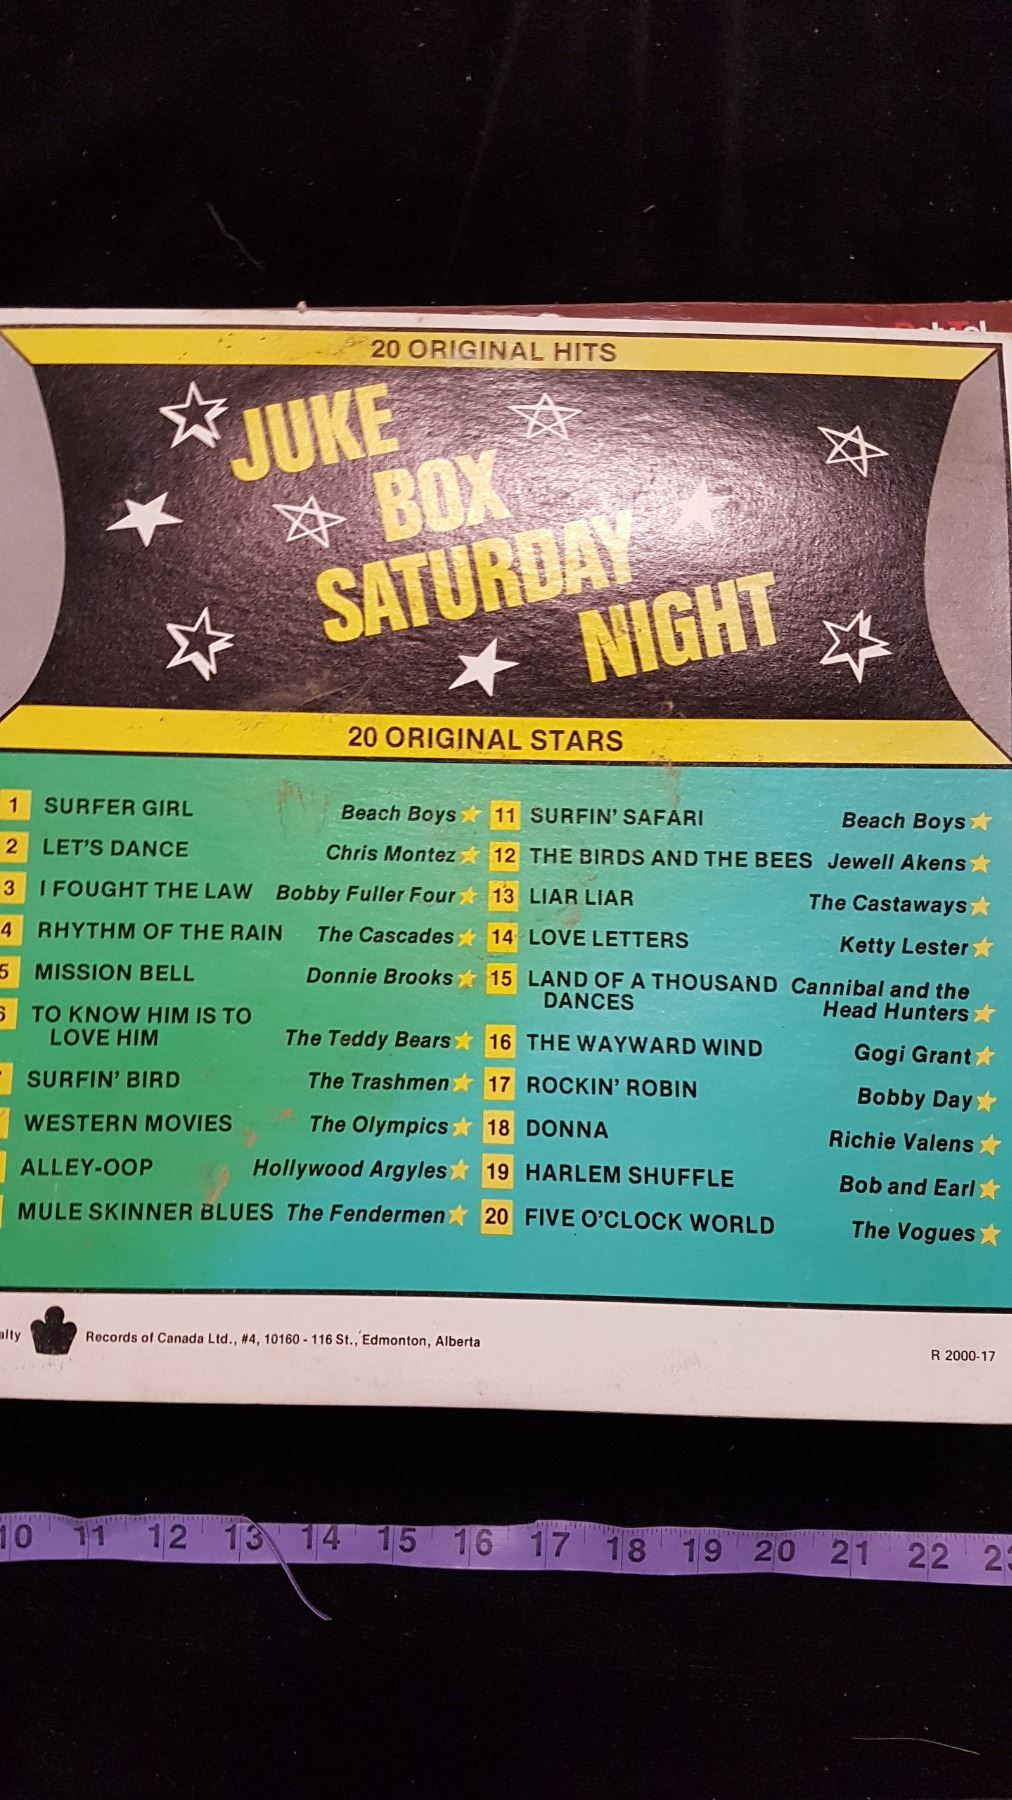 20 ORIGINAL HITS
JUKE
BOX
SATURDAY
NIGHT
20 ORIGINAL STARS
1 SURFER GIRL Beach Boys
2 LET'S DANCE Chris Montez
3 I FOUGHT THE LAW Bobby Fuller Four
4 RHYTHM OF THE RAIN The Cascades
5 MISSION BELL Donnie Brooks
6 TO KNOW HIM IS TO
LOVE HIM The Teddy Bears
SURFIN' BIRD The Trashmen
WESTERN MOVIES The Olympics
ALLEY-OOP Hollywood Argyles
MULE SKINNER BLUES The Fendermen
11 SURFIN' SAFARI Beach Boys
12 THE BIRDS AND THE BEES Jewell Akens
13 LIAR LIAR The Castaways
14 LOVE LETTERS Ketty Lester
15 LAND OF A THOUSAND Cannibal and the
DANCES Head Hunters
16 THE WAYWARD WIND Gogi Grant
17 ROCKIN' ROBIN Bobby Day
18 DONNA Richie Valens
19 HARLEM SHUFFLE Bob and Earl
20 FIVE O'CLOCK WORLD The Vogues
alty Records of Canada Ltd., #4, 10160 - 116 St., Edmonton, Alberta
R 2000-17
10 11 12 13 14 15 16 17 18 19 20 21 22 23